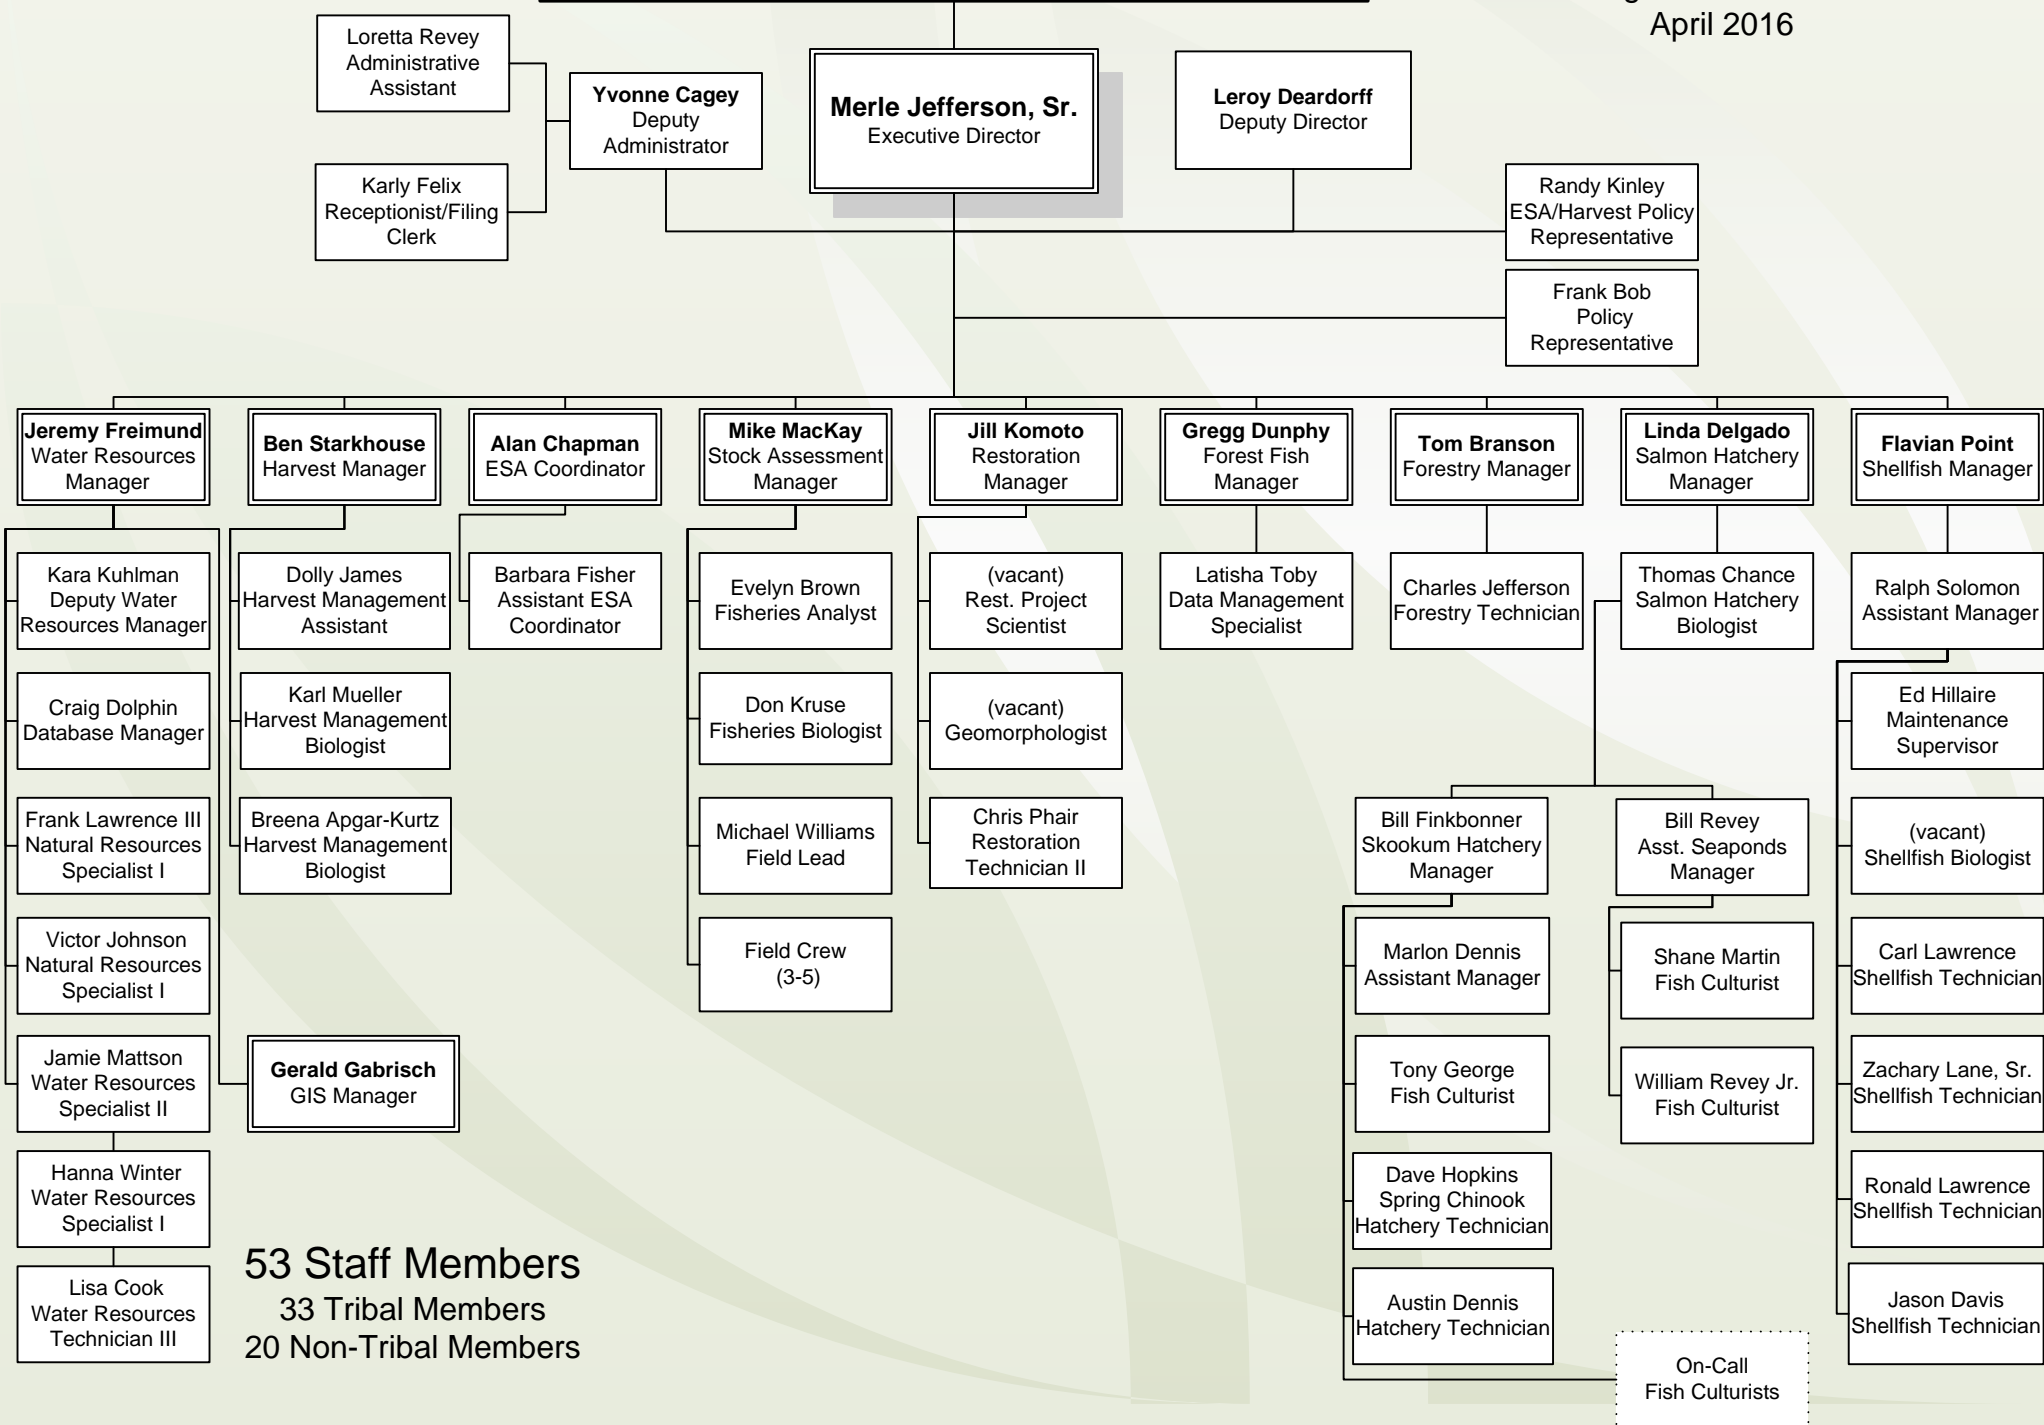 April 2016
Loretta Revey
Administrative
Assistant
Yvonne Cagey
Deputy
Administrator
Karly Felix
Receptionist/Filing
Clerk
Merle Jefferson, Sr.
Executive Director
Leroy Deardorff
Deputy Director
Randy Kinley
ESA/Harvest Policy
Representative
Frank Bob
Policy
Representative
Jeremy Freimund
Water Resources
Manager
Ben Starkhouse
Harvest Manager
Alan Chapman
ESA Coordinator
Mike MacKay
Stock Assessment
Manager
Jill Komoto
Restoration
Manager
Gregg Dunphy
Forest Fish
Manager
Tom Branson
Forestry Manager
Linda Delgado
Salmon Hatchery
Manager
Flavian Point
Shellfish Manager
Kara Kuhlman
Deputy Water
Resources Manager
Dolly James
Harvest Management
Assistant
Barbara Fisher
Assistant ESA
Coordinator
Evelyn Brown
Fisheries Analyst
(vacant)
Rest. Project
Scientist
Latisha Toby
Data Management
Specialist
Charles Jefferson
Forestry Technician
Thomas Chance
Salmon Hatchery
Biologist
Ralph Solomon
Assistant Manager
Craig Dolphin
Database Manager
Karl Mueller
Harvest Management
Biologist
Don Kruse
Fisheries Biologist
(vacant)
Geomorphologist
Ed Hillaire
Maintenance
Supervisor
Frank Lawrence III
Natural Resources
Specialist I
Breena Apgar-Kurtz
Harvest Management
Biologist
Michael Williams
Field Lead
Chris Phair
Restoration
Technician II
Bill Finkbonner
Skookum Hatchery
Manager
Bill Revey
Asst. Seaponds
Manager
(vacant)
Shellfish Biologist
Victor Johnson
Natural Resources
Specialist I
Field Crew
(3-5)
Marlon Dennis
Assistant Manager
Shane Martin
Fish Culturist
Carl Lawrence
Shellfish Technician
Jamie Mattson
Water Resources
Specialist II
Gerald Gabrisch
GIS Manager
Tony George
Fish Culturist
William Revey Jr.
Fish Culturist
Zachary Lane, Sr.
Shellfish Technician
Hanna Winter
Water Resources
Specialist I
Dave Hopkins
Spring Chinook
Hatchery Technician
Ronald Lawrence
Shellfish Technician
Lisa Cook
Water Resources
Technician III
53 Staff Members
33 Tribal Members
20 Non-Tribal Members
Austin Dennis
Hatchery Technician
Jason Davis
Shellfish Technician
On-Call
Fish Culturists